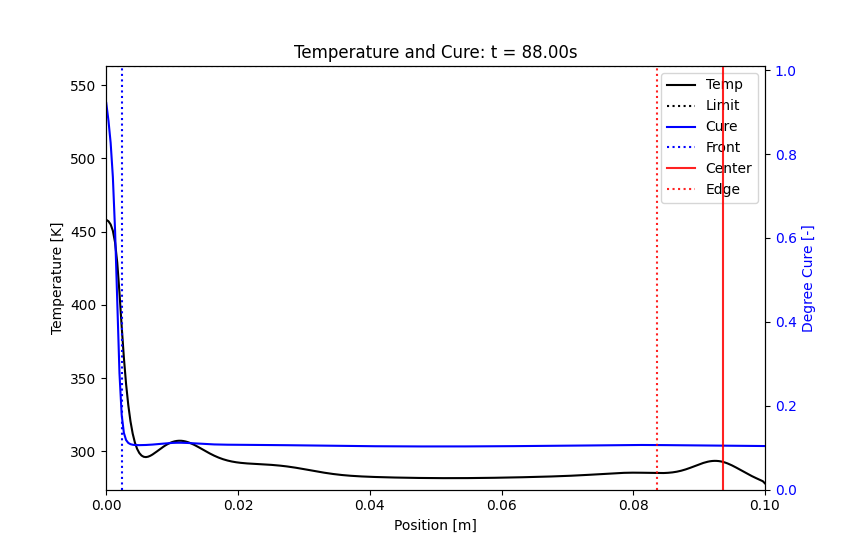 Temperature and Cure: t = 88.00s
Temperature [K]
550
500
450
400
350
300
Temp
Limit
Cure
Front
Center
Edge
1.0
0.8
0.6
0.4
0.2
0.0
Degree Cure [-]
0.00
0.02
0.04
0.06
0.08
0.10
Position [m]